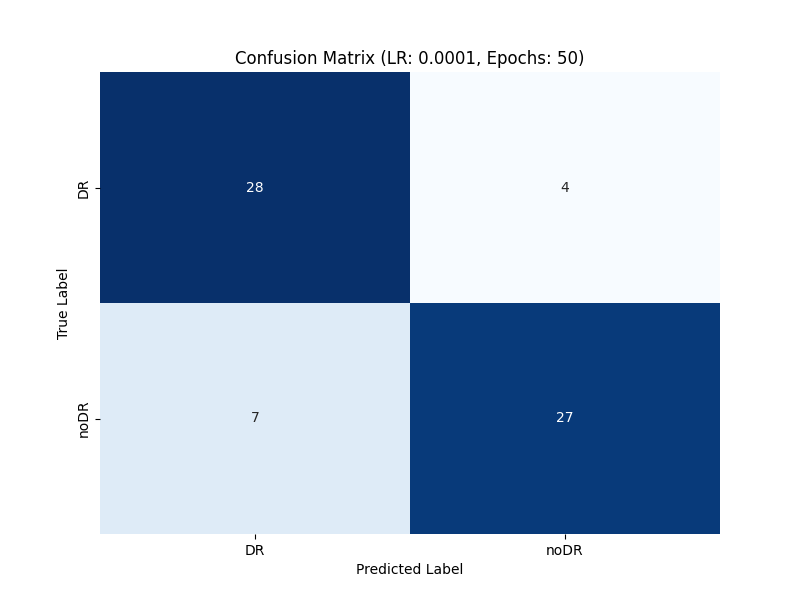 Confusion Matrix (LR: 0.0001, Epochs: 50)
DR
28
4
True Label
noDR
7
27
DR
noDR
Predicted Label